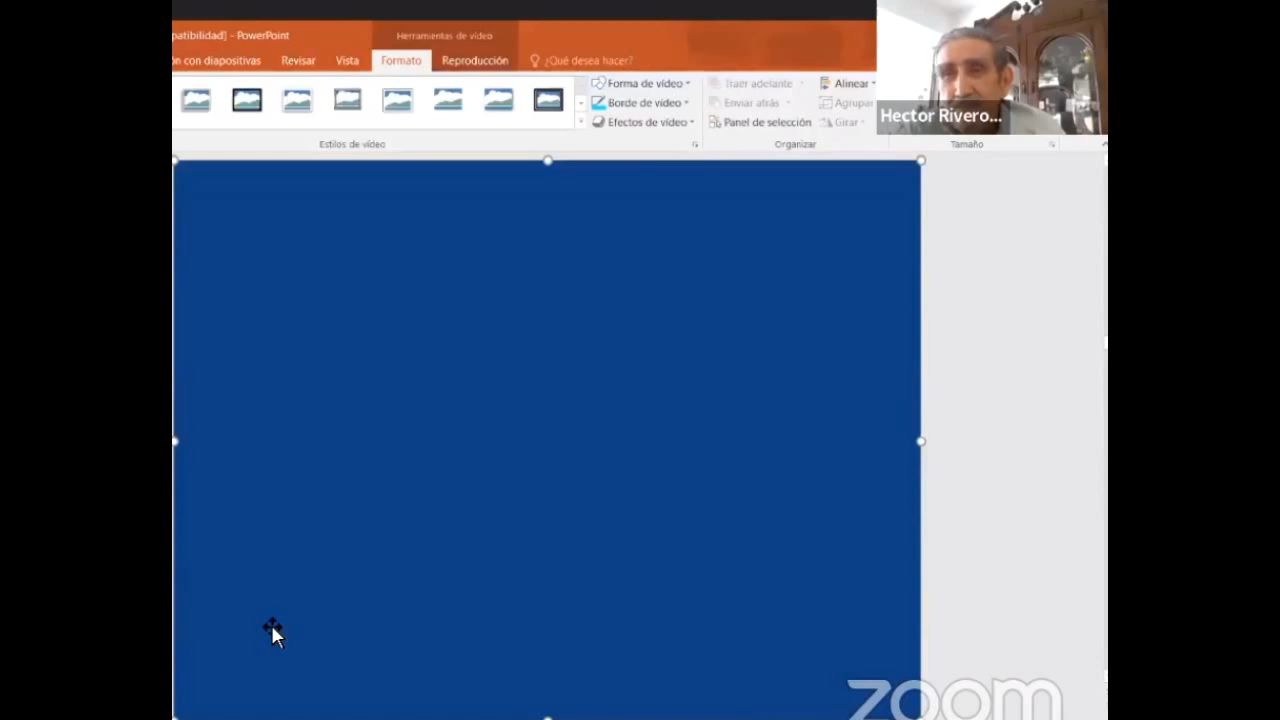 patibilidad] - PowerPoint
Herramientas de vídeo
ón con diapositivas
Revisar
Vista
Formato
Reproducción
¿Qué desea hacer?
Forma de vídeo
Traer adelante
Alinear
Borde de vídeo
Enviar atrás
Agrupar
Efectos de vídeo
Panel de selección
Girar
Hector Rivero...
Estilos de vídeo
Organizar
Tamaño
zoom